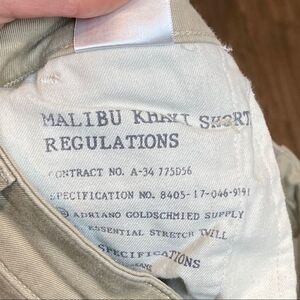 MALIBU KHAKI SHORT
REGULATIONS
CONTRACT NO. A-34 775D56
SPECIFICATION NO. 8405-17-046-9191
© ADRIANO GOLDSCHMIED SUPPLY
ESSENTIAL STRETCH TWILL
SPECIFICATIONS